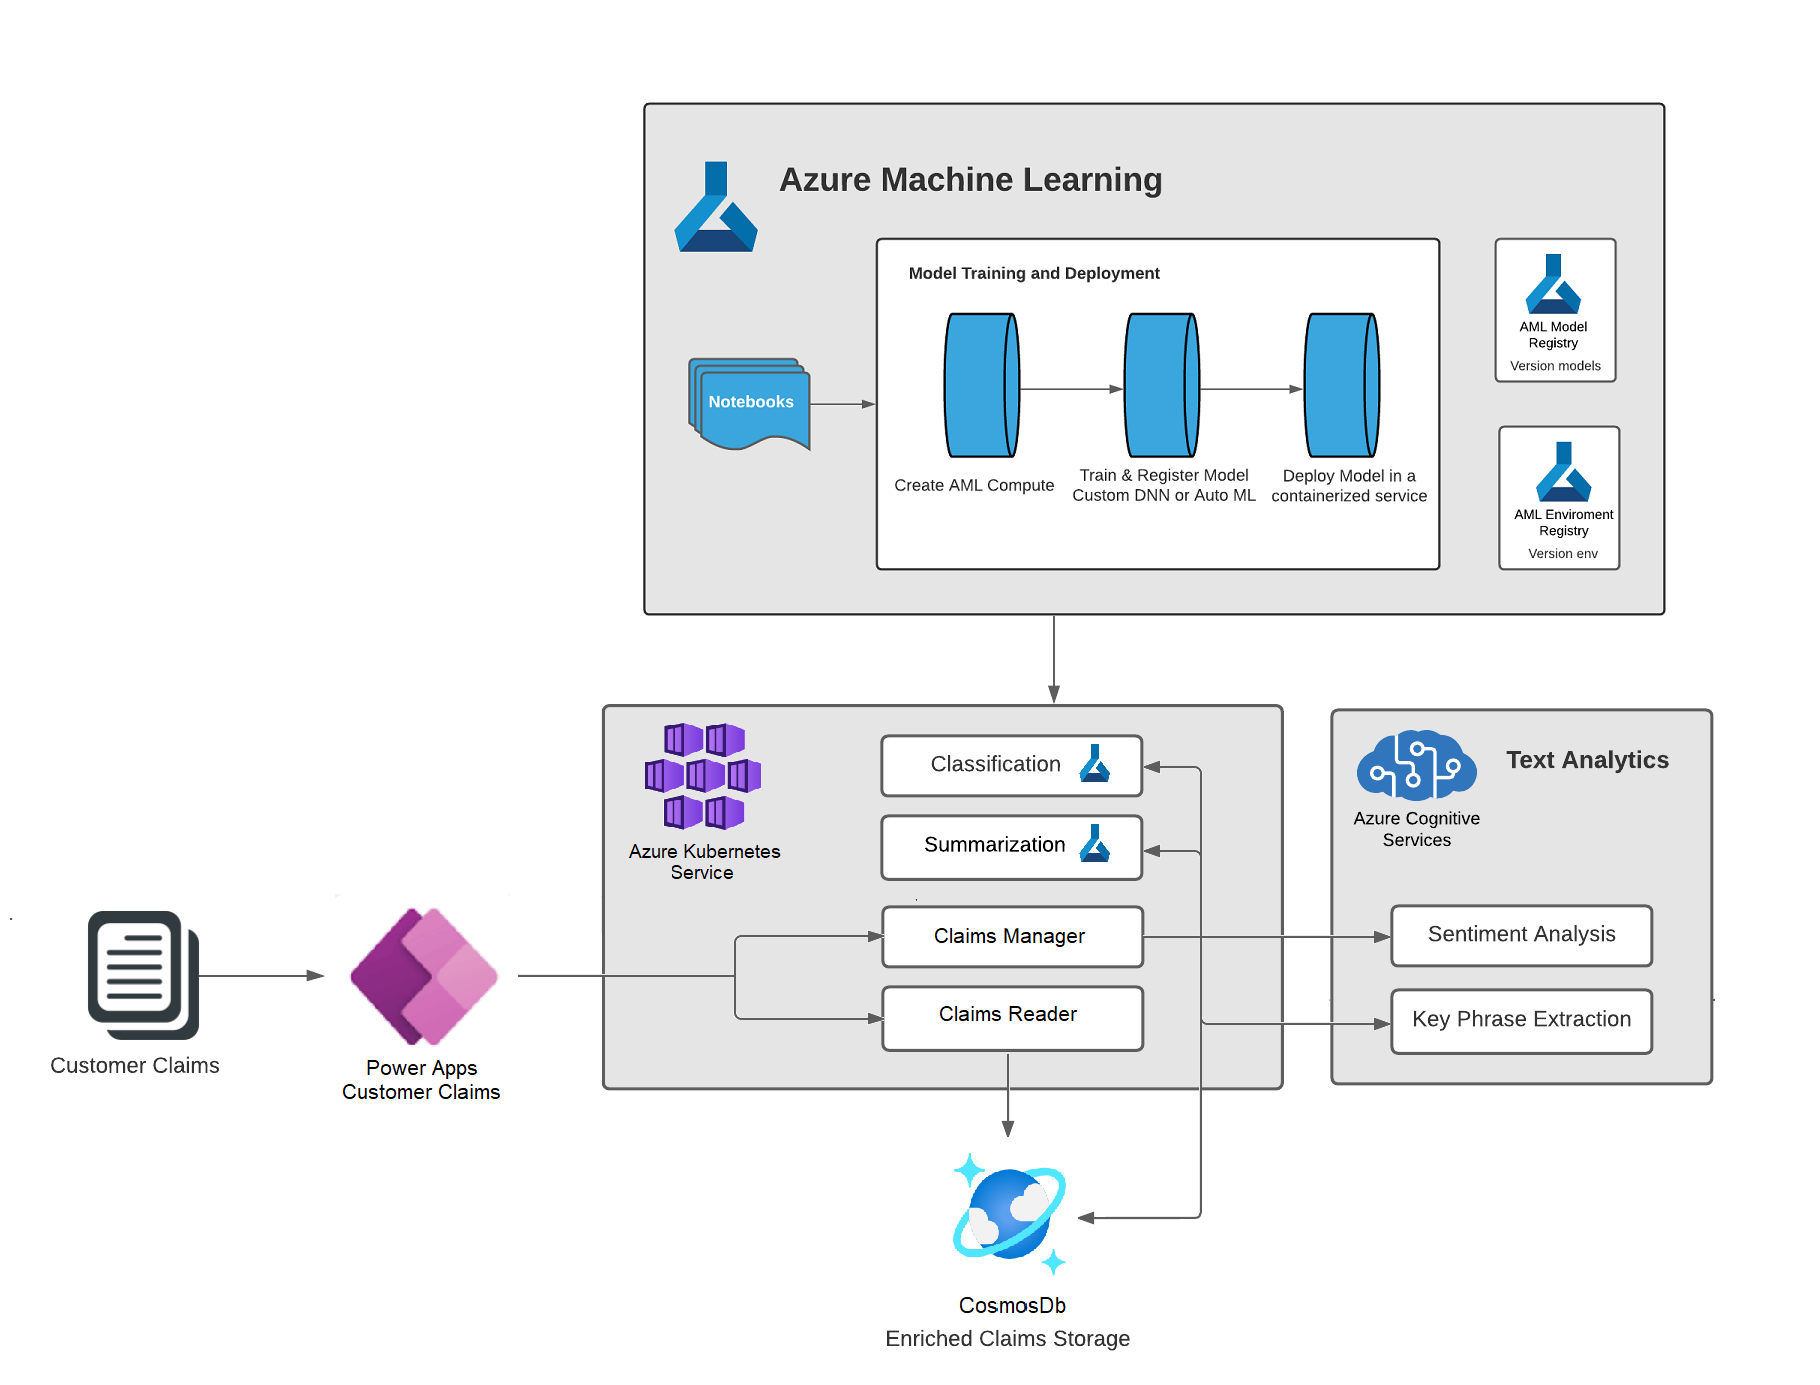 Azure Machine Learning
Model Training and Deployment
Notebooks
Create AML Compute
Train & Register Model
Custom DNN or Auto ML
Deploy Model in a
containerized service
AML Model
Registry
Version models
AML Enviroment
Registry
Version env
Azure Kubernetes
Service
Classification
Summarization
Claims Manager
Claims Reader
Text Analytics
Azure Cognitive
Services
Sentiment Analysis
Key Phrase Extraction
Customer Claims
Power Apps
Customer Claims
CosmosDb
Enriched Claims Storage